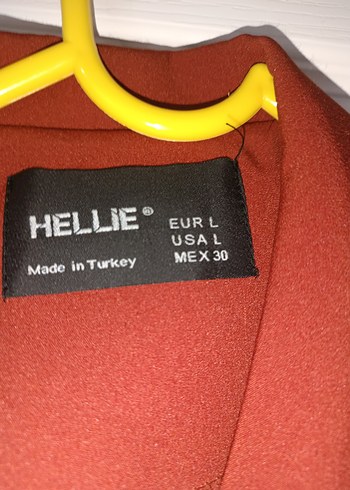 HELLIE®
EUR L
USA L
MEX 30
Made in Turkey